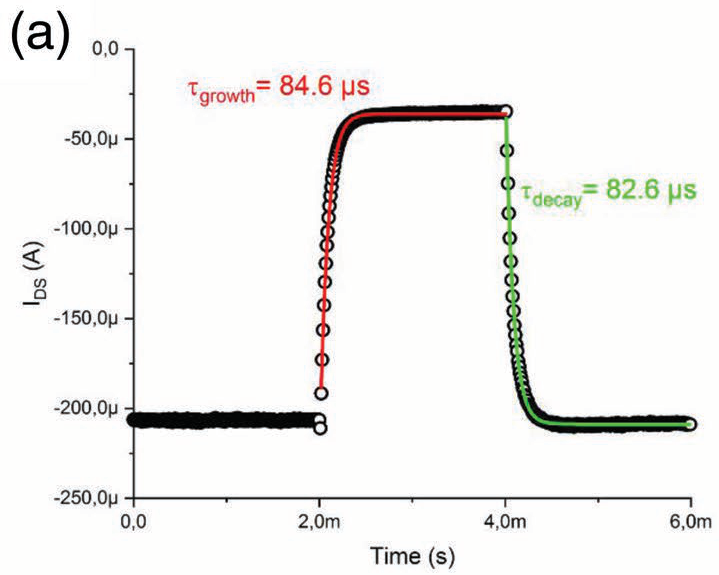 (a)
τgrowth= 84.6 µs
τdecay= 82.6 µs
0,0
-50,0µ
-100,0µ
-150,0µ
-200,0µ
-250,0µ
IDS (A)
0,0
2,0m
4,0m
6,0m
Time (s)